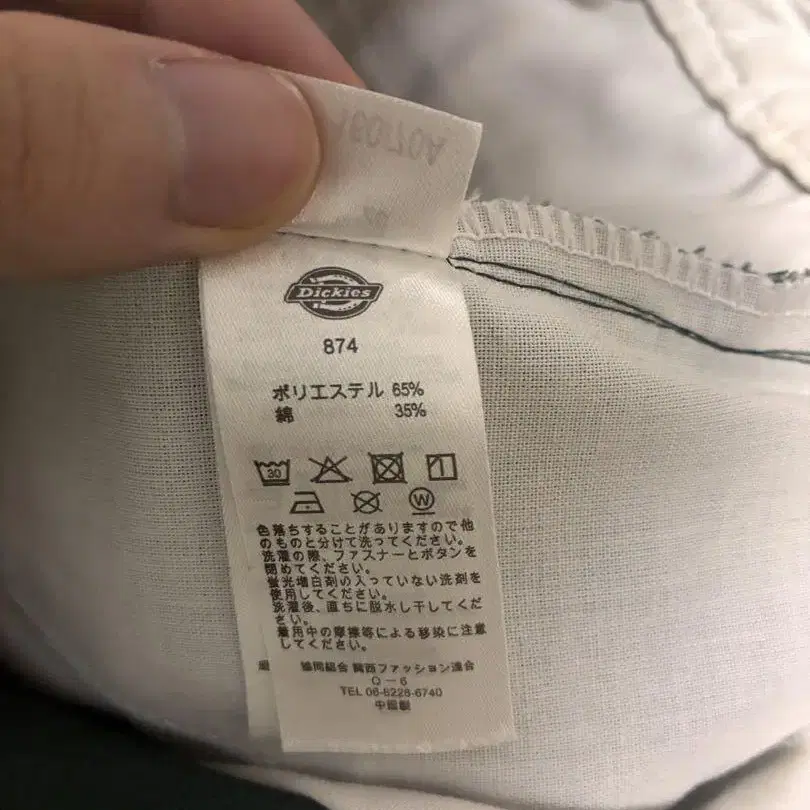 Dickies
874
ポリエステル 65%
綿 35%
30
W
色落ちすることがありますので他
のものと分けて洗ってください。
洗濯の際、ファスナーとボタンを
閉めてください。
蛍光増白剤の入っていない洗剤を
使用してください。
洗濯後、直ちに脱水し干してくだ
さい。
着用中の摩擦等による移染に注意
してください。
協同組合 関西ファッション連合
Q－6
TEL 06-6228-6740
中国製